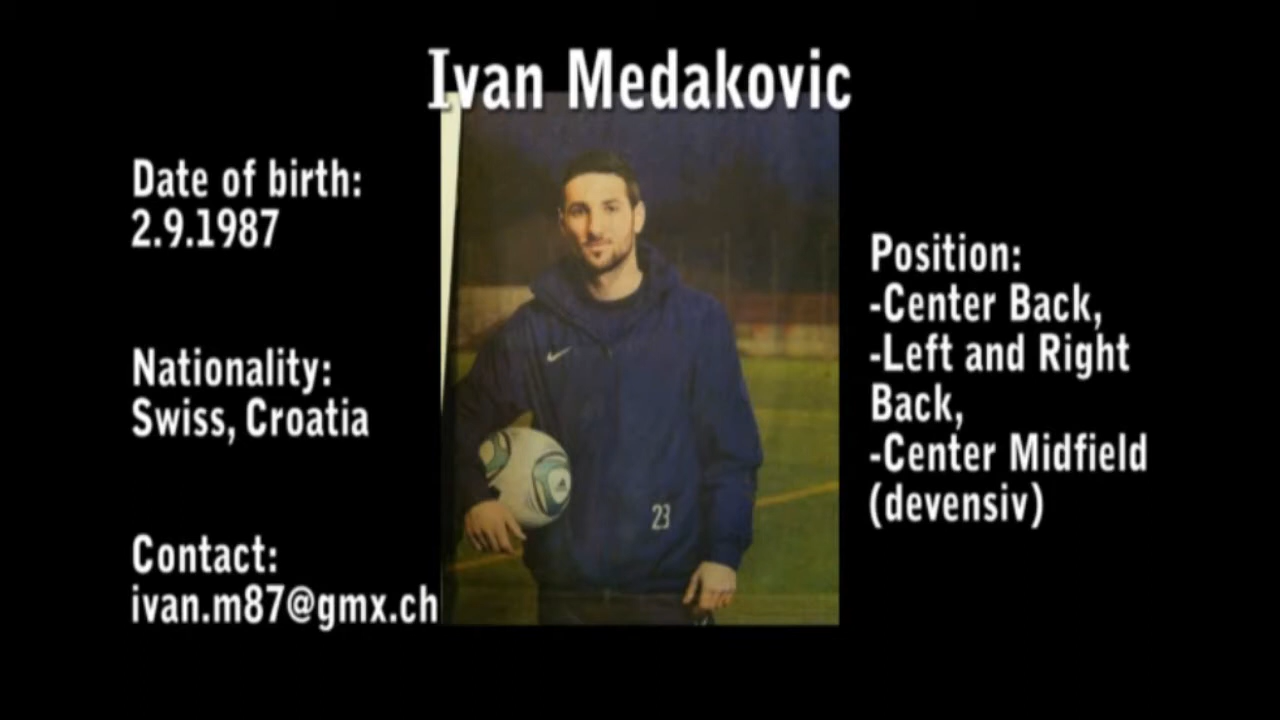 Ivan Medakovic
Date of birth:
2.9.1987
Nationality:
Swiss, Croatia
Contact:
ivan.m87@gmx.ch
Position:
-Center Back,
-Left and Right
Back,
-Center Midfield
(devensiv)
23